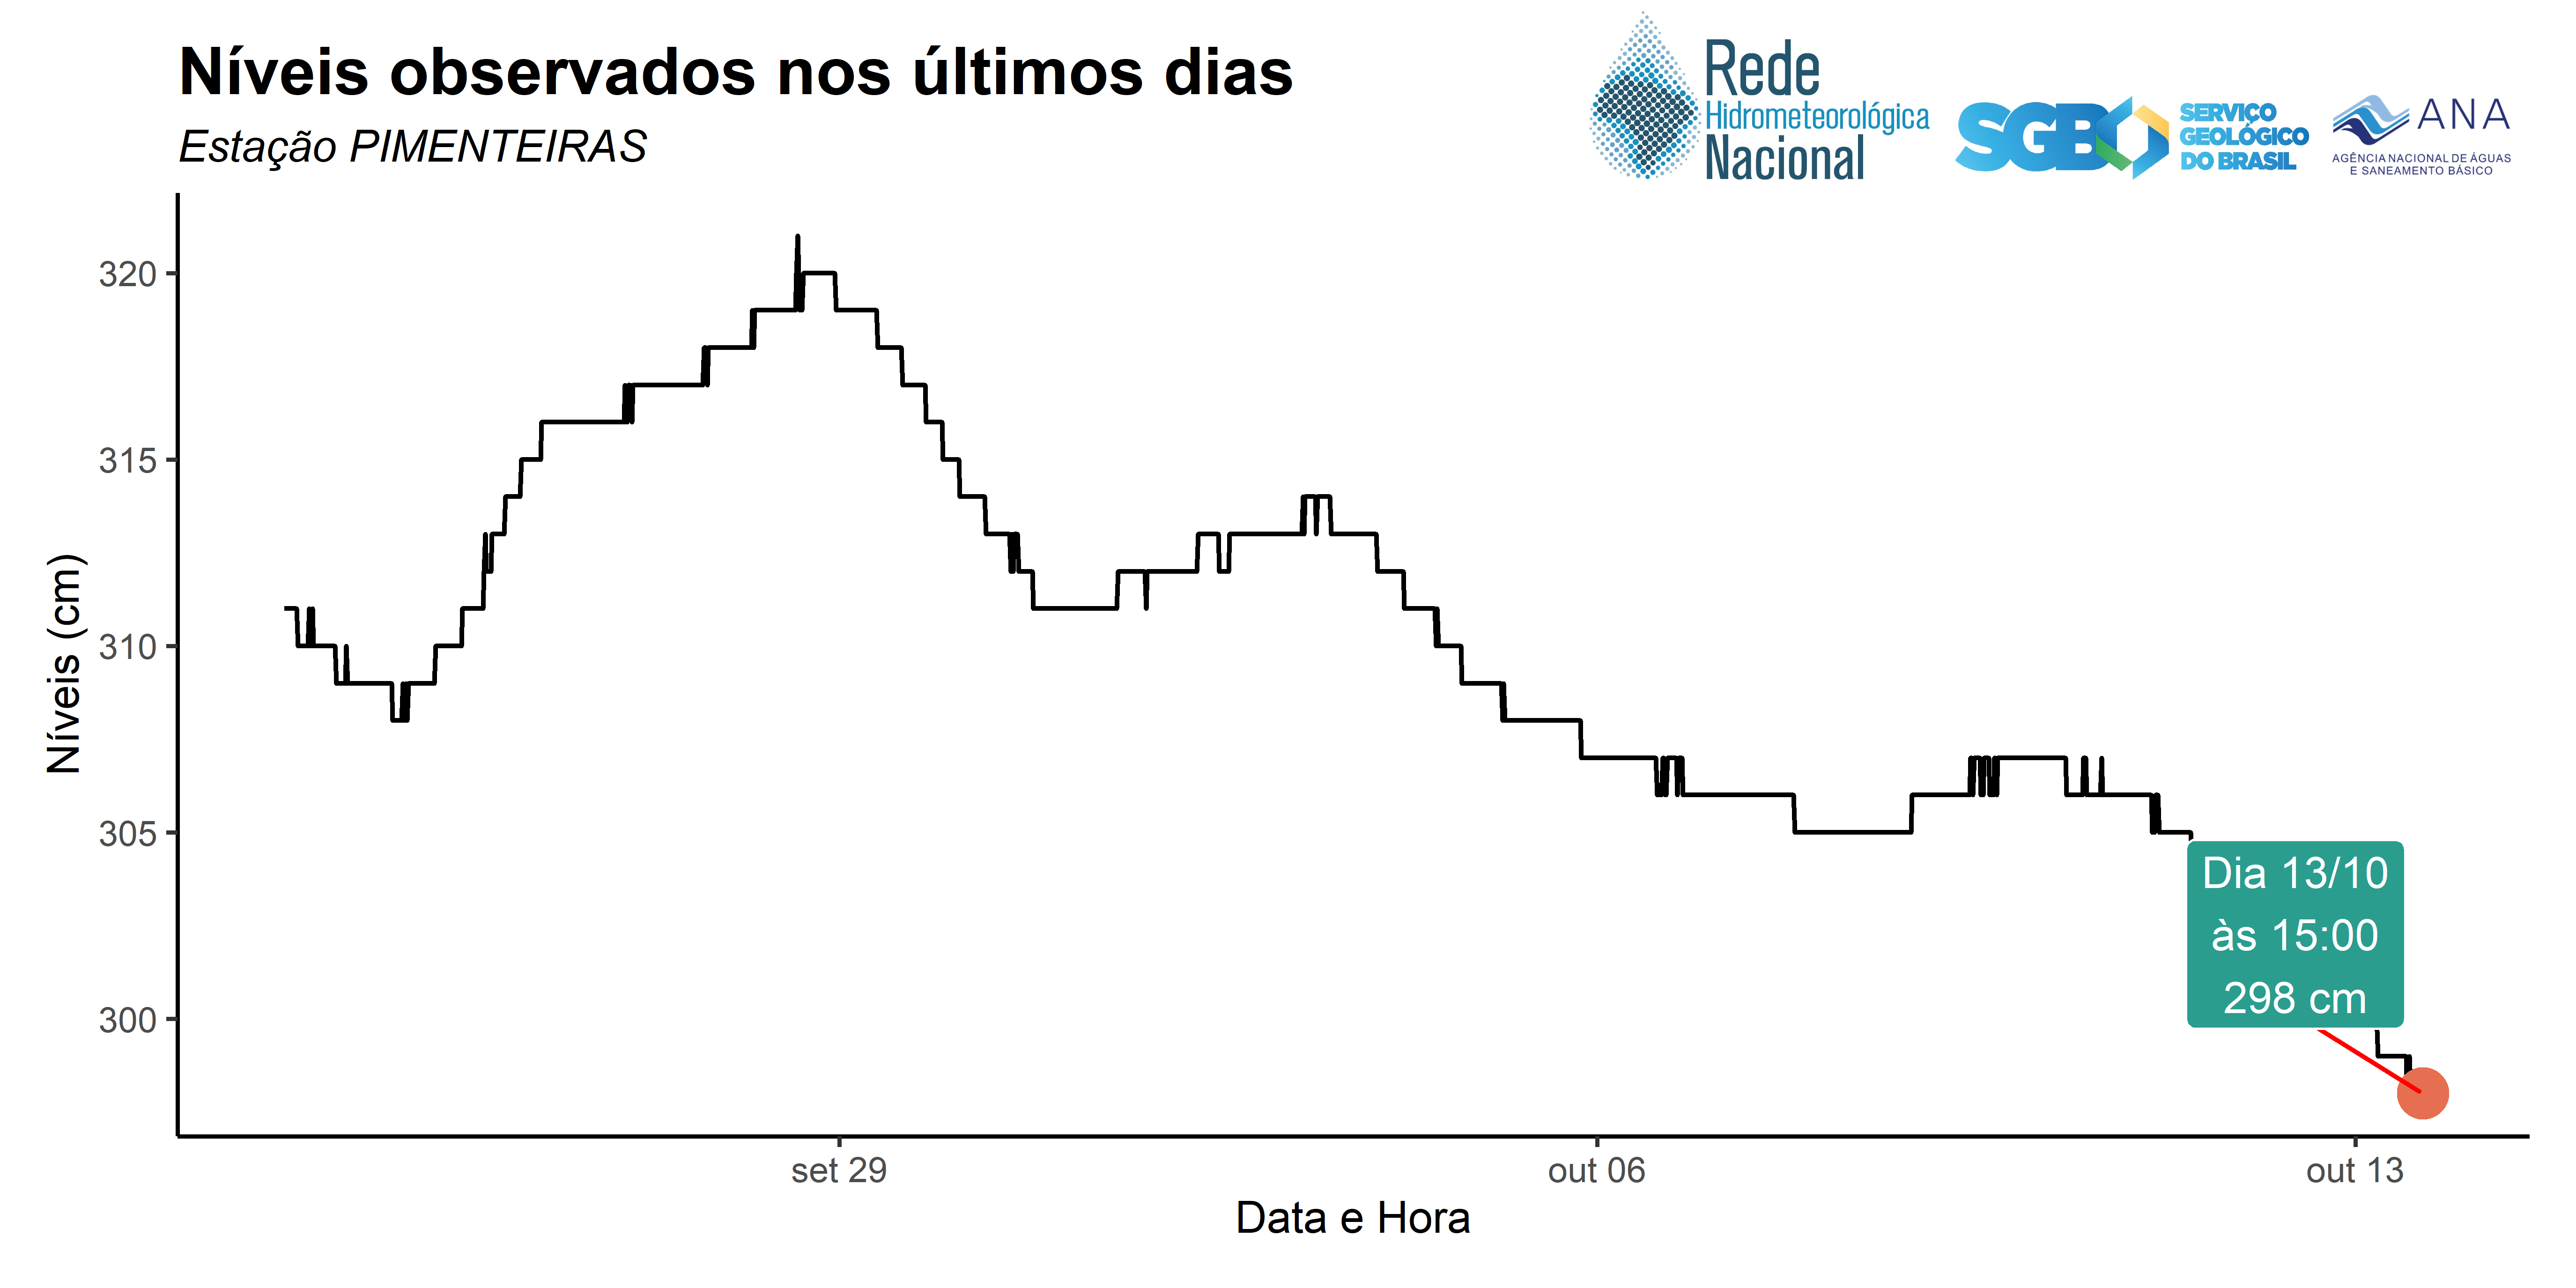 Níveis observados nos últimos dias
Estação PIMENTEIRAS
Rede
Hidrometeorológica
Nacional
SGB
SERVIÇO
GEOLÓGICO
DO BRASIL
ANA
AGÊNCIA NACIONAL DE ÁGUAS
E SANEAMENTO BÁSICO
Níveis (cm)
320
315
310
305
300
Dia 13/10
às 15:00
298 cm
set 29
out 06
out 13
Data e Hora